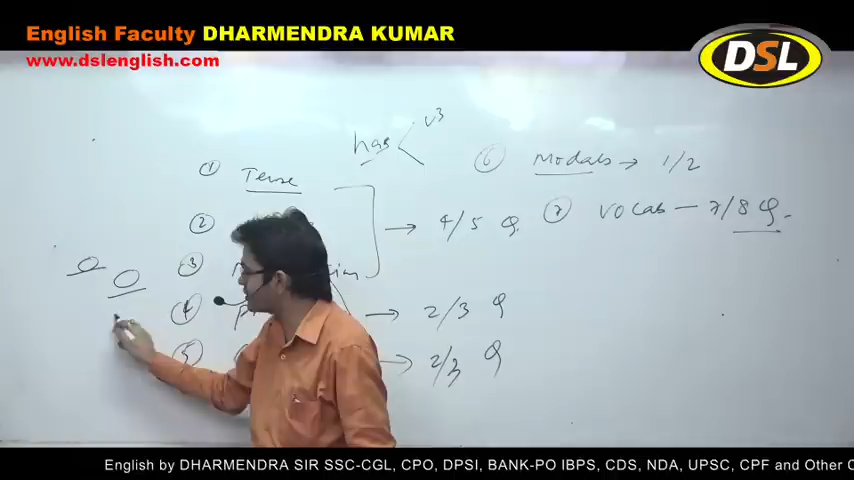 English Faculty DHARMENDRA KUMAR
www.dslenglish.com
DSL
has v3
① Tense
②
③
④
⑤
→ 4/5 Q.
→ 2/3 Q
→ 2/3 Q
⑥ Modals → 1/2
⑦ Vocab — 7/8 Q.
English by DHARMENDRA SIR SSC-CGL, CPO, DPSI, BANK-PO IBPS, CDS, NDA, UPSC, CPF and Other